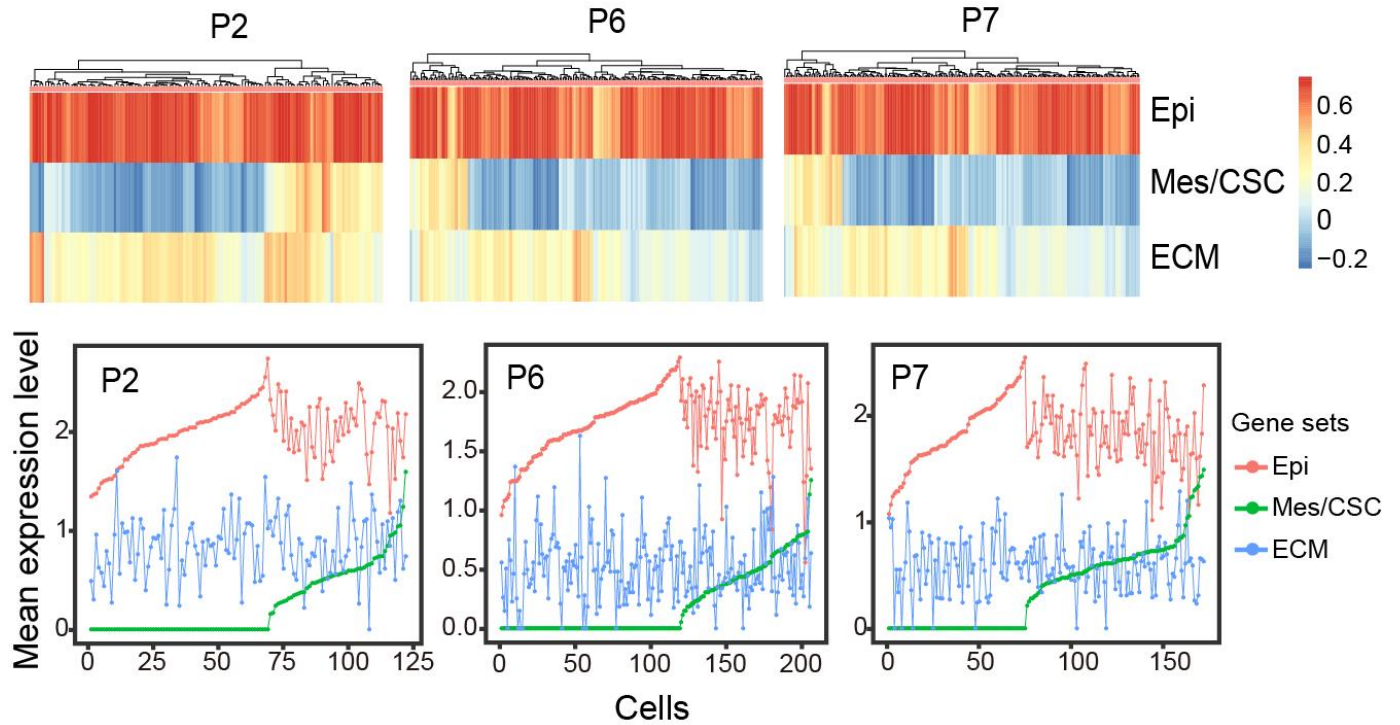 P2
P6
P7
Epi
Mes/CSC
ECM
0.6
0.4
0.2
0
−0.2
Mean expression level
P2
2
1
0
0 25 50 75 100 125
P6
2.0
1.5
1.0
0.5
0.0
0 50 100 150 200
P7
2
1
0
0 50 100 150
Cells
Gene sets
Epi
Mes/CSC
ECM